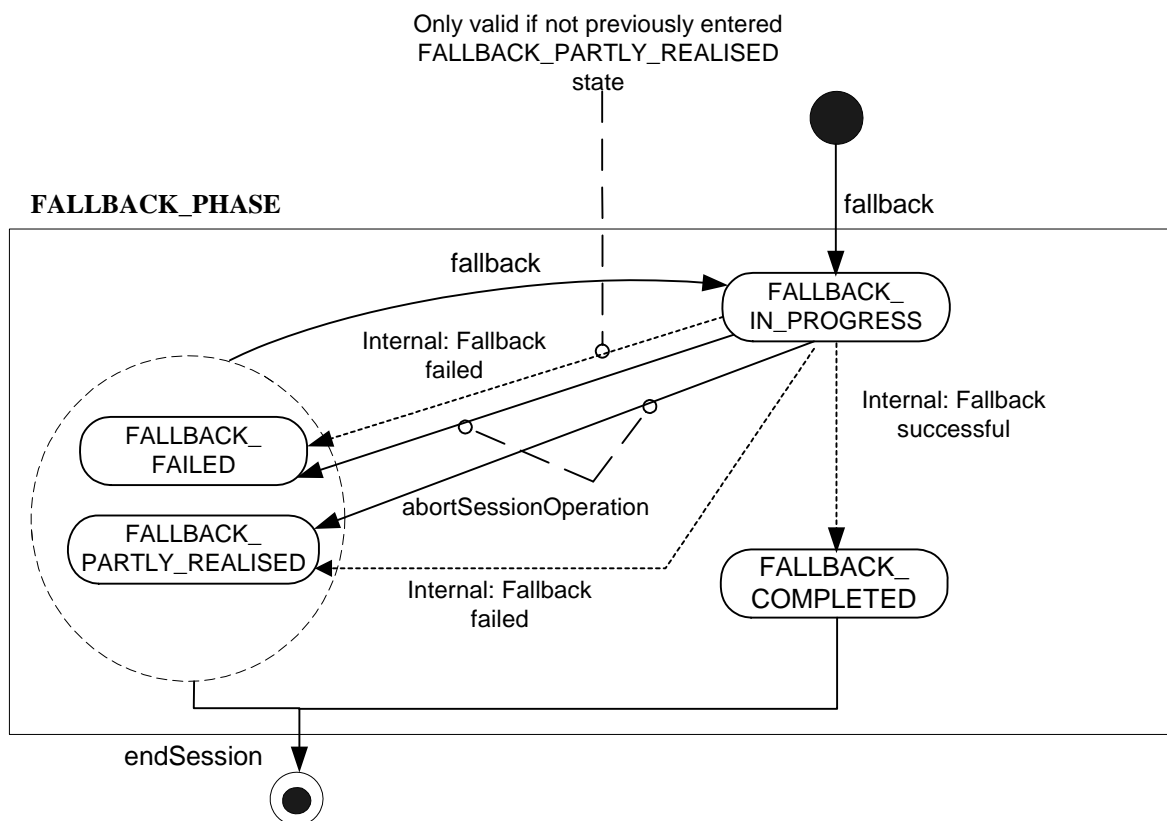 Only valid if not previously entered
FALLBACK_PARTLY_REALISED
state
fallback
FALLBACK_PHASE
fallback
FALLBACK_
IN_PROGRESS
Internal: Fallback
failed
Internal: Fallback
successful
FALLBACK_
FAILED
abortSessionOperation
FALLBACK_
PARTLY_REALISED
Internal: Fallback
failed
FALLBACK_
COMPLETED
endSession